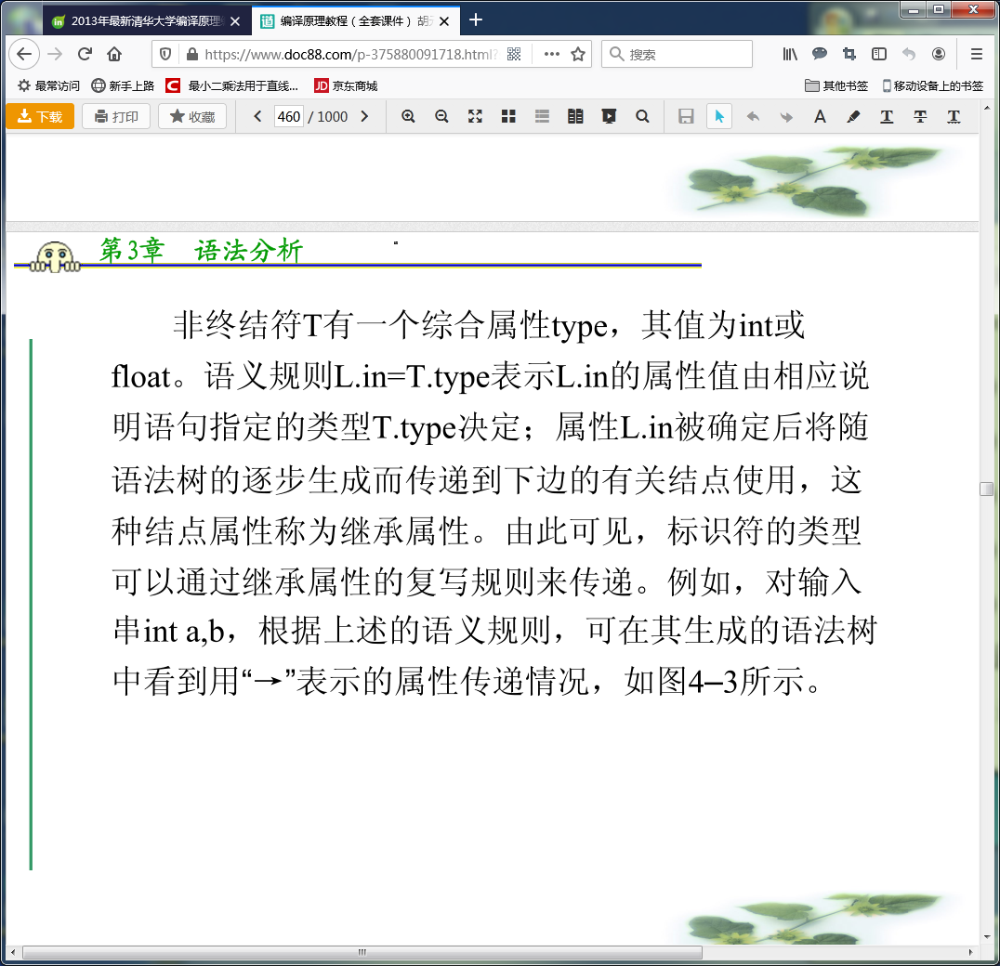 2013年最新清华大学编译原理
编译原理教程（全套课件）胡
https://www.doc88.com/p-375880091718.html?
搜索
最常访问 新手上路 C 最小二乘法用于直线... JD 京东商城 其他书签 移动设备上的书签
下载 打印 收藏 460 / 1000
第3章 语法分析
非终结符T有一个综合属性type，其值为int或
float。语义规则L.in=T.type表示L.in的属性值由相应说
明语句指定的类型T.type决定；属性L.in被确定后将随
语法树的逐步生成而传递到下边的有关结点使用，这
种结点属性称为继承属性。由此可见，标识符的类型
可以通过继承属性的复写规则来传递。例如，对输入
串int a,b，根据上述的语义规则，可在其生成的语法树
中看到用“→”表示的属性传递情况，如图4–3所示。